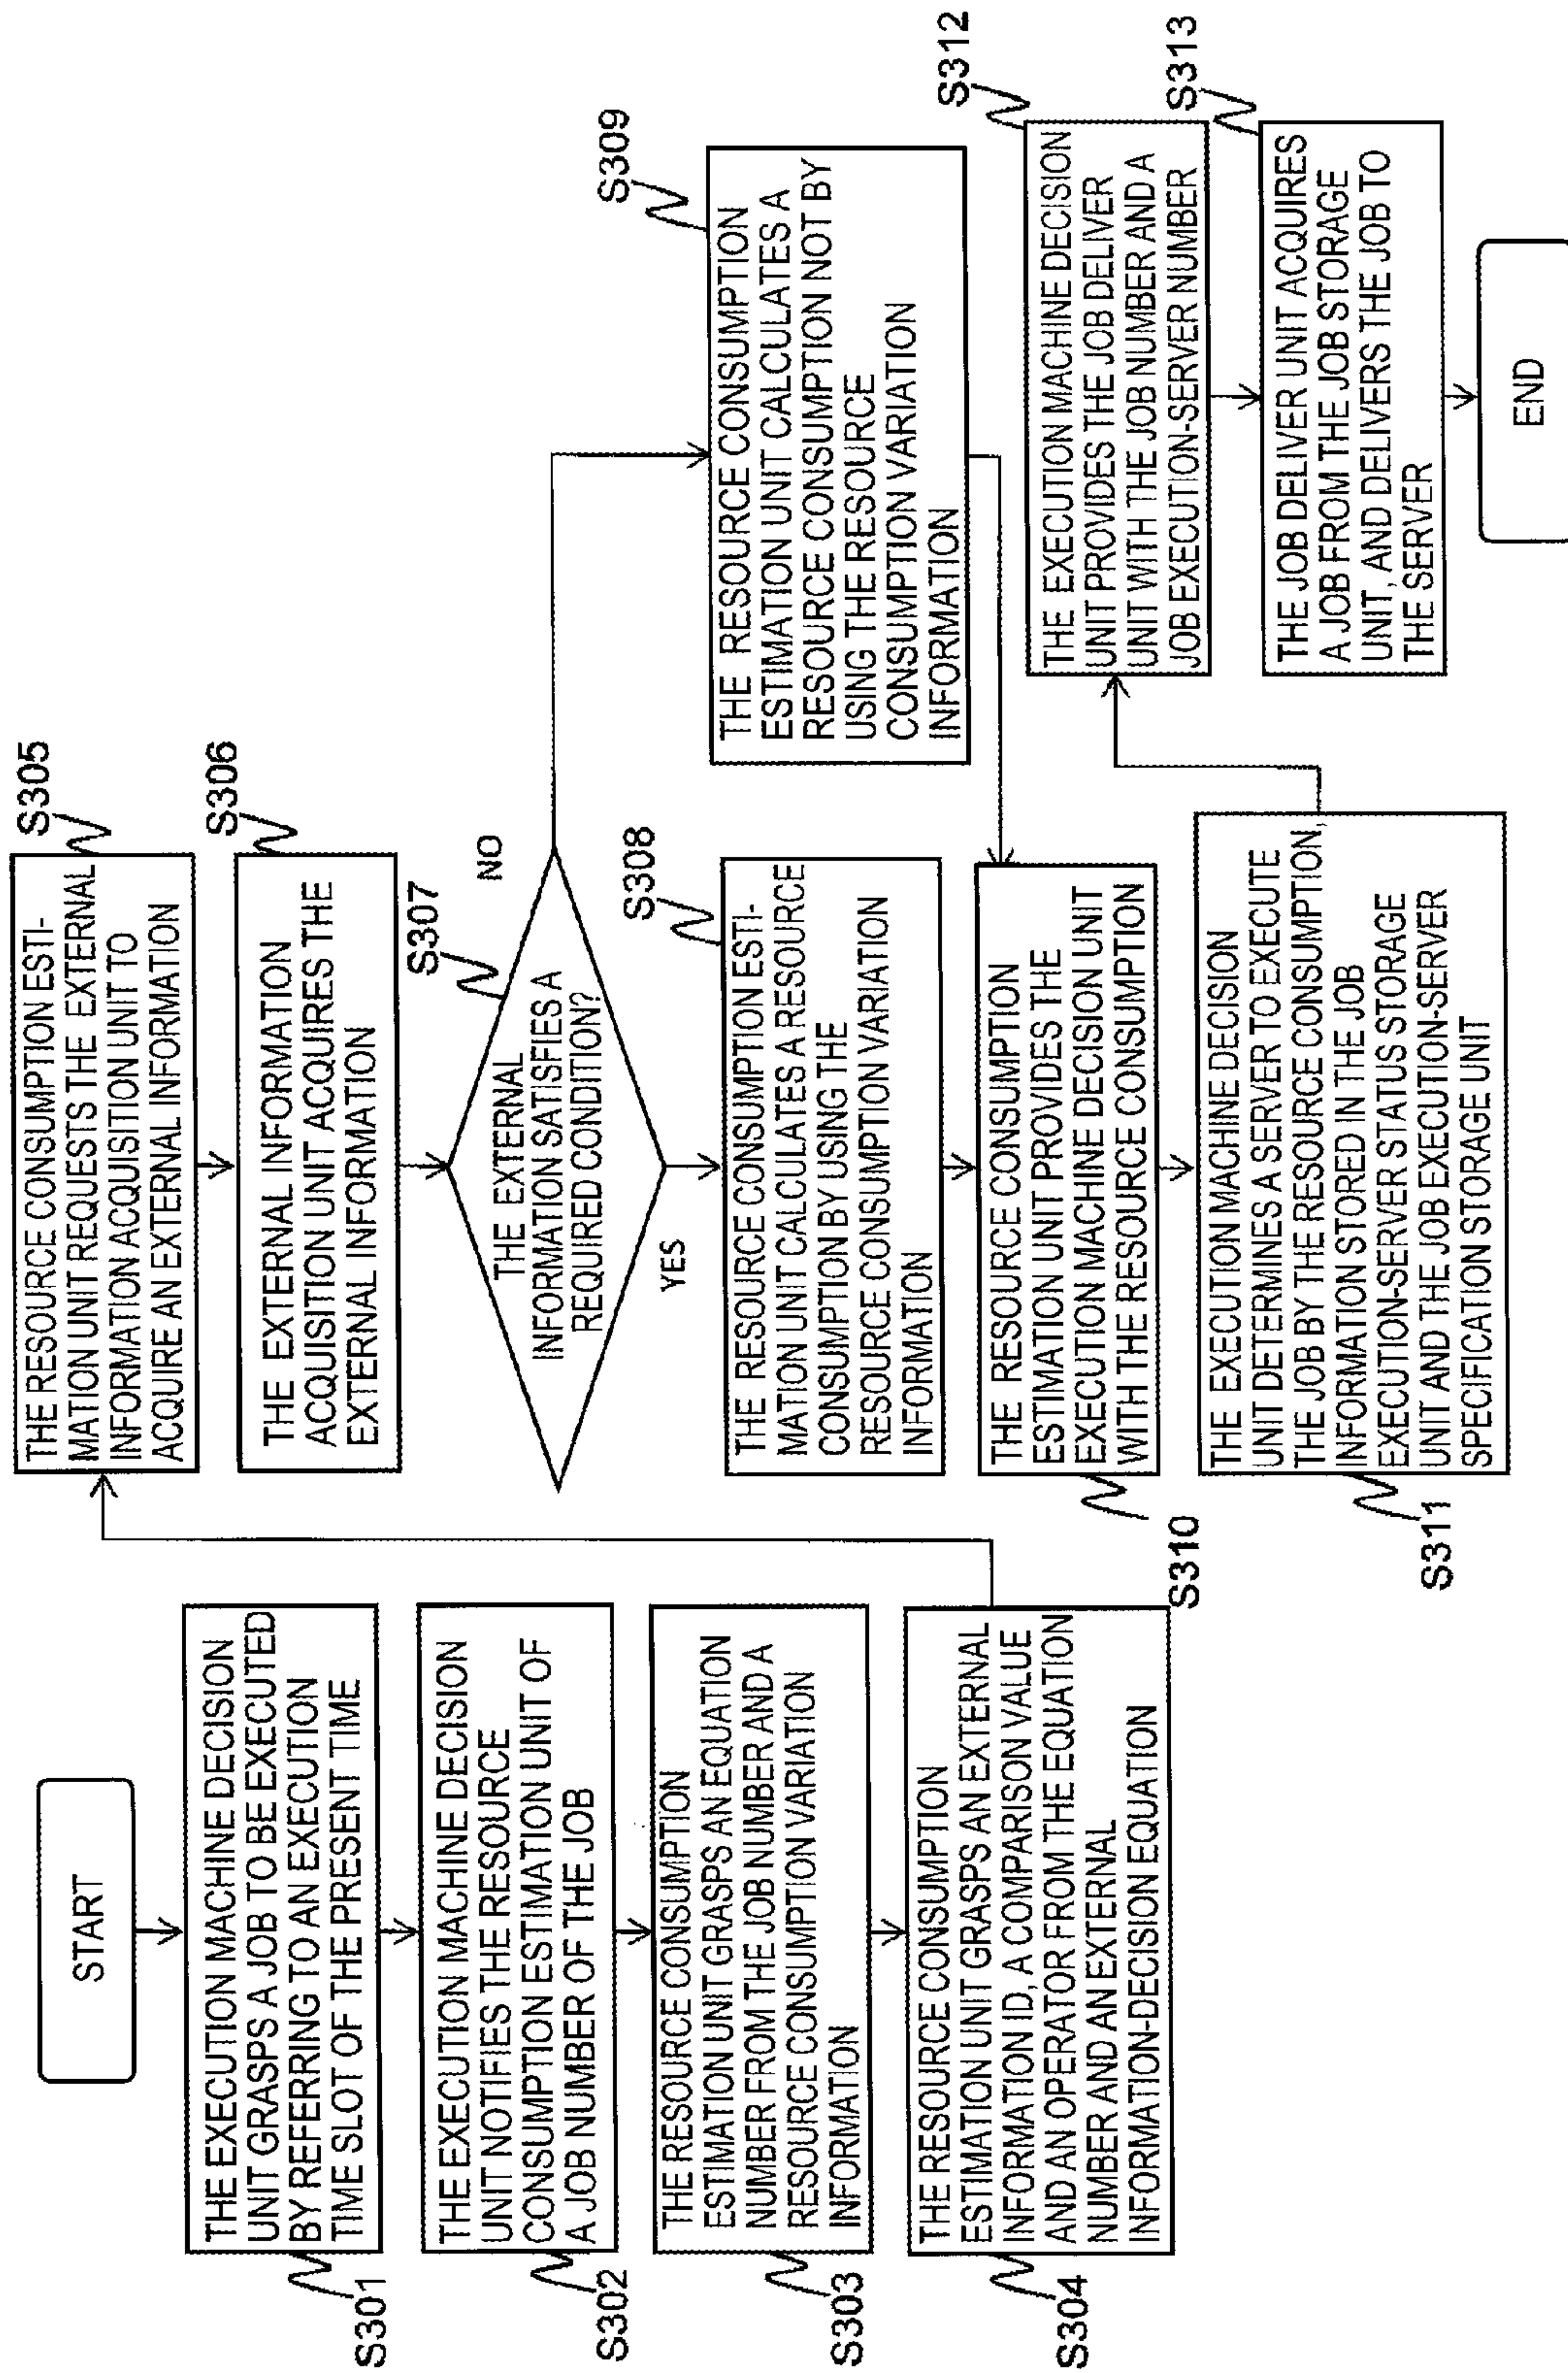 START
THE EXECUTION MACHINE DECISION
UNIT GRASPS A JOB TO BE EXECUTED
BY REFERRING TO AN EXECUTION
TIME SLOT OF THE PRESENT TIME
S301
THE EXECUTION MACHINE DECISION
UNIT NOTIFIES THE RESOURCE
CONSUMPTION ESTIMATION UNIT OF
A JOB NUMBER OF THE JOB
S302
THE RESOURCE CONSUMPTION
ESTIMATION UNIT GRASPS AN EQUATION
NUMBER FROM THE JOB NUMBER AND A
RESOURCE CONSUMPTION VARIATION
INFORMATION
S303
THE RESOURCE CONSUMPTION
ESTIMATION UNIT GRASPS AN EXTERNAL
INFORMATION ID, A COMPARISON VALUE
AND AN OPERATOR FROM THE EQUATION
NUMBER AND AN EXTERNAL
INFORMATION-DECISION EQUATION
S304
THE RESOURCE CONSUMPTION ESTI-
MATION UNIT REQUESTS THE EXTERNAL
INFORMATION ACQUISITION UNIT TO
ACQUIRE AN EXTERNAL INFORMATION
S305
THE EXTERNAL INFORMATION
ACQUISITION UNIT ACQUIRES THE
EXTERNAL INFORMATION
S306
THE EXTERNAL
INFORMATION SATISFIES A
REQUIRED CONDITION?
S307
NO
YES
THE RESOURCE CONSUMPTION ESTI-
MATION UNIT CALCULATES A RESOURCE
CONSUMPTION BY USING THE
RESOURCE CONSUMPTION VARIATION
INFORMATION
S308
THE RESOURCE CONSUMPTION
ESTIMATION UNIT CALCULATES A
RESOURCE CONSUMPTION NOT BY
USING THE RESOURCE
CONSUMPTION VARIATION
INFORMATION
S309
THE RESOURCE CONSUMPTION
ESTIMATION UNIT PROVIDES THE
EXECUTION MACHINE DECISION UNIT
WITH THE RESOURCE CONSUMPTION
S310
THE EXECUTION MACHINE DECISION
UNIT DETERMINES A SERVER TO EXECUTE
THE JOB BY THE RESOURCE CONSUMPTION,
INFORMATION STORED IN THE JOB
EXECUTION-SERVER STATUS STORAGE
UNIT AND THE JOB EXECUTION-SERVER
SPECIFICATION STORAGE UNIT
S311
THE EXECUTION MACHINE DECISION
UNIT PROVIDES THE JOB DELIVER
UNIT WITH THE JOB NUMBER AND A
JOB EXECUTION-SERVER NUMBER
S312
THE JOB DELIVER UNIT ACQUIRES
A JOB FROM THE JOB STORAGE
UNIT, AND DELIVERS THE JOB TO
THE SERVER
S313
END